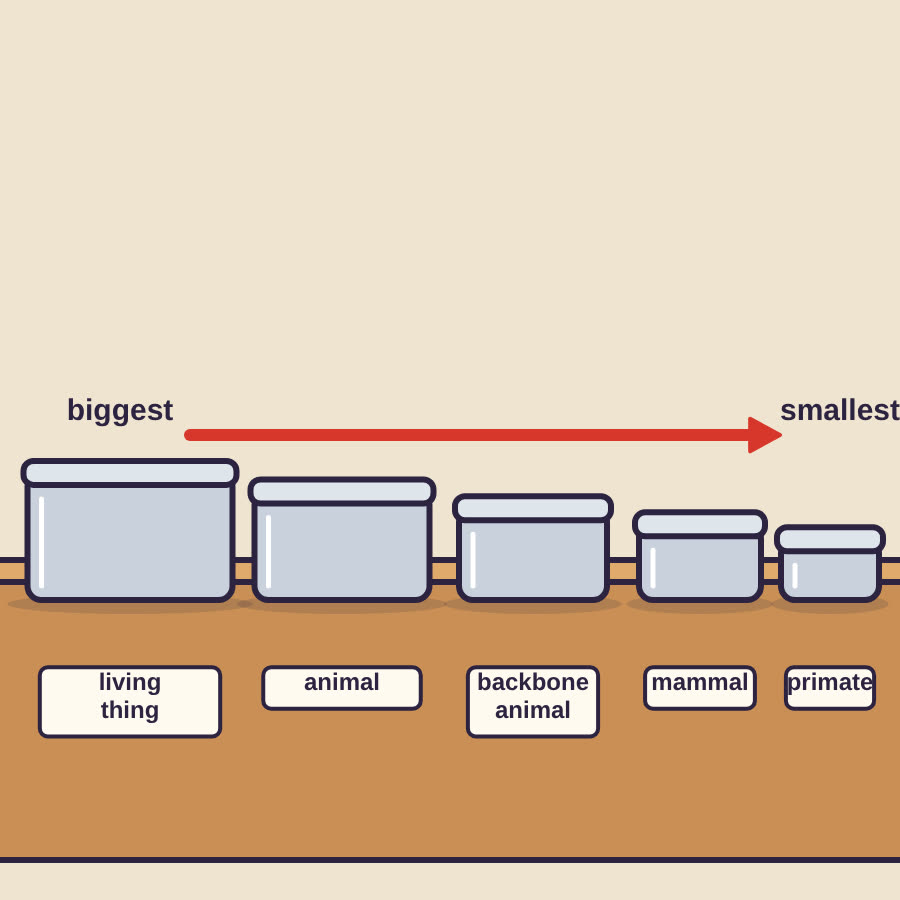 biggest
smallest
living
thing
animal
backbone
animal
mammal
primate